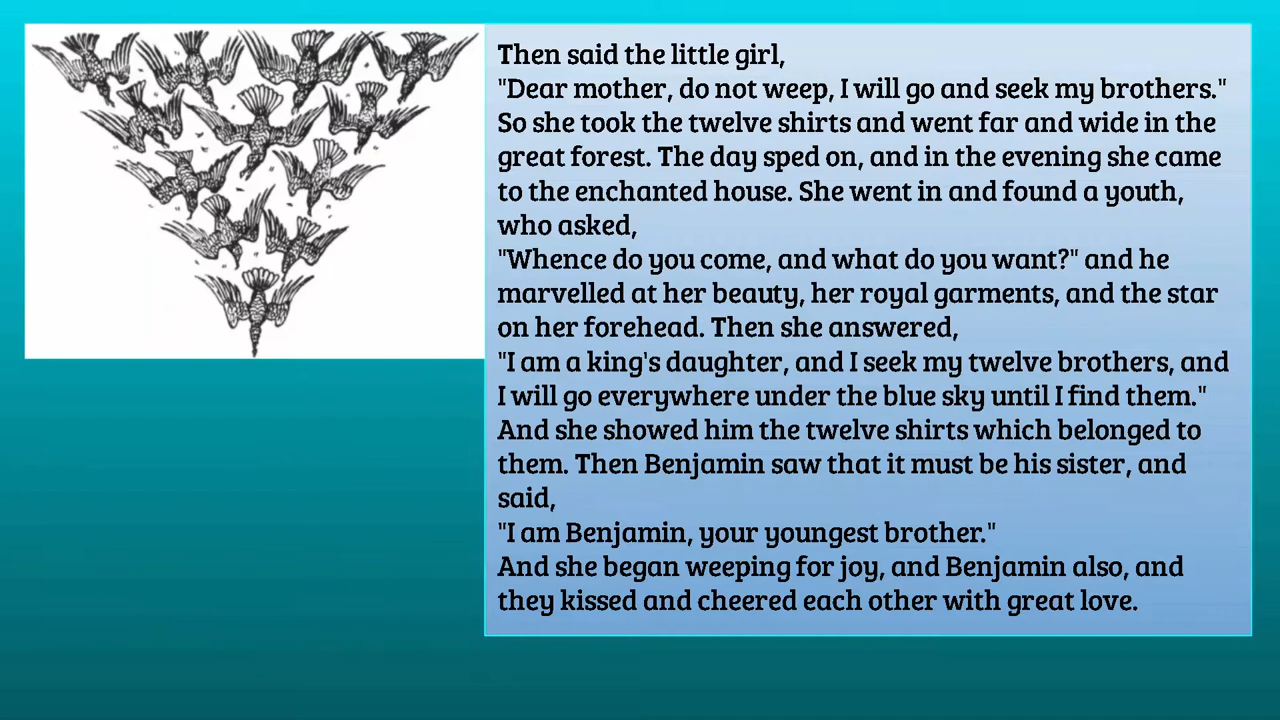 Then said the little girl,
"Dear mother, do not weep, I will go and seek my brothers."
So she took the twelve shirts and went far and wide in the
great forest. The day sped on, and in the evening she came
to the enchanted house. She went in and found a youth,
who asked,
"Whence do you come, and what do you want?" and he
marvelled at her beauty, her royal garments, and the star
on her forehead. Then she answered,
"I am a king's daughter, and I seek my twelve brothers, and
I will go everywhere under the blue sky until I find them."
And she showed him the twelve shirts which belonged to
them. Then Benjamin saw that it must be his sister, and
said,
"I am Benjamin, your youngest brother."
And she began weeping for joy, and Benjamin also, and
they kissed and cheered each other with great love.